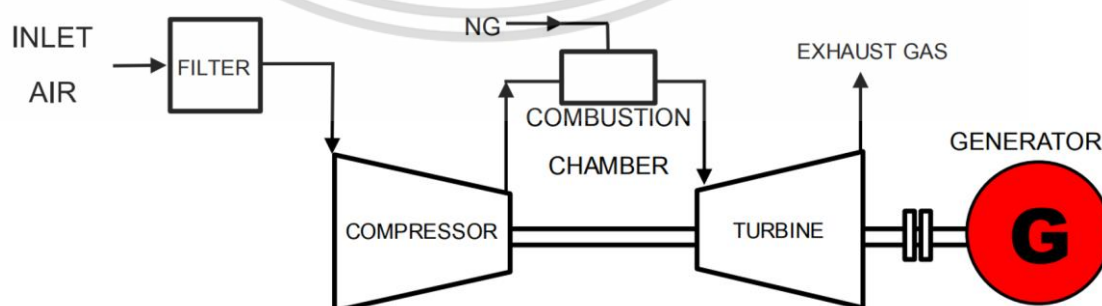 INLET
AIR
FILTER
NG
COMBUSTION
CHAMBER
EXHAUST GAS
GENERATOR
COMPRESSOR
TURBINE
G